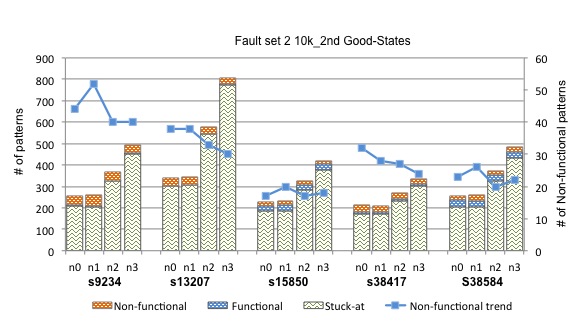 Fault set 2 10k_2nd Good-States
# of patterns
900
800
700
600
500
400
300
200
100
0
60
50
40
30
20
10
0
# of Non-functional patterns
n0 n1 n2 n3 n0 n1 n2 n3 n0 n1 n2 n3 n0 n1 n2 n3 n0 n1 n2 n3
s9234 s13207 s15850 s38417 S38584
Non-functional Functional Stuck-at Non-functional trend